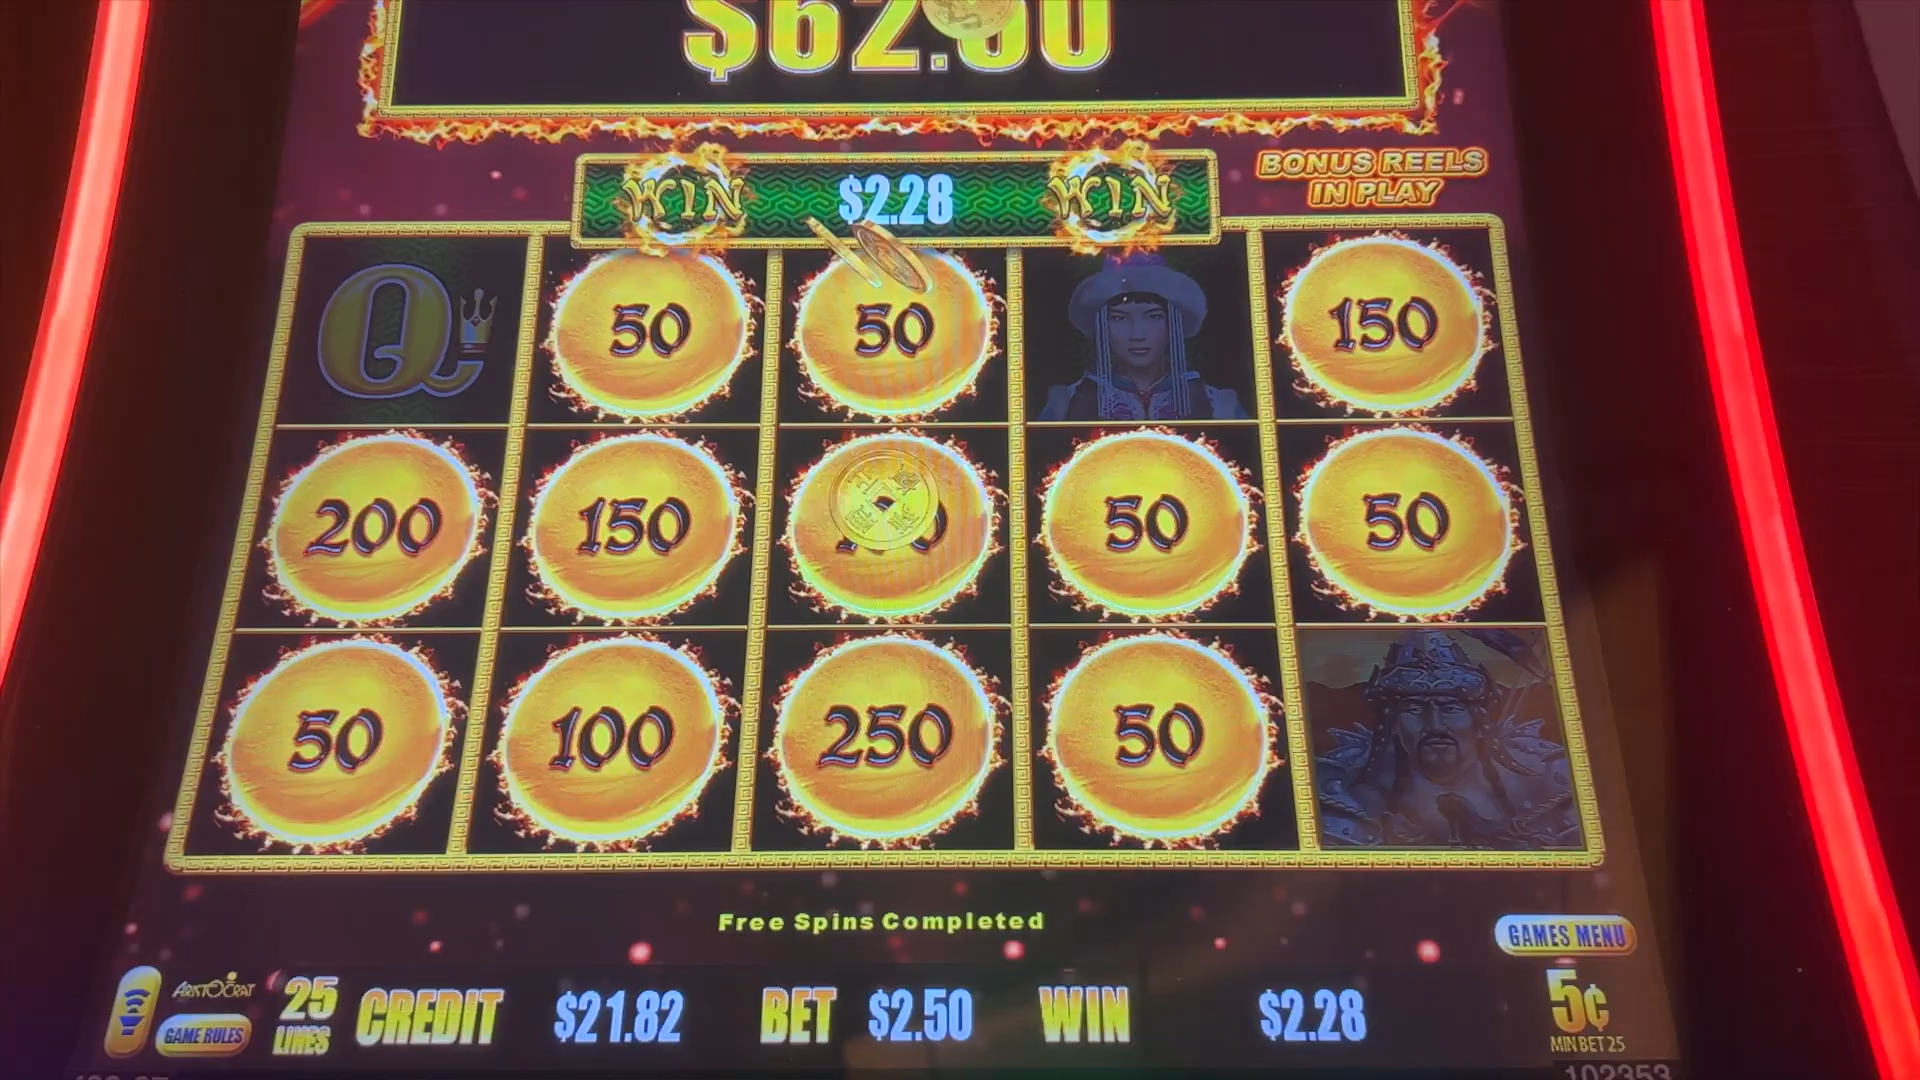 WIN $2.28 WIN
BONUS REELS
IN PLAY
Q 50 50 150
200 150 50 50
50 100 250 50
Free Spins Completed
GAMES MENU
ARISTOCRAT
GAME RULES
25
LINES
CREDIT $21.82 BET $2.50 WIN $2.28
5¢
MIN BET 25
102353